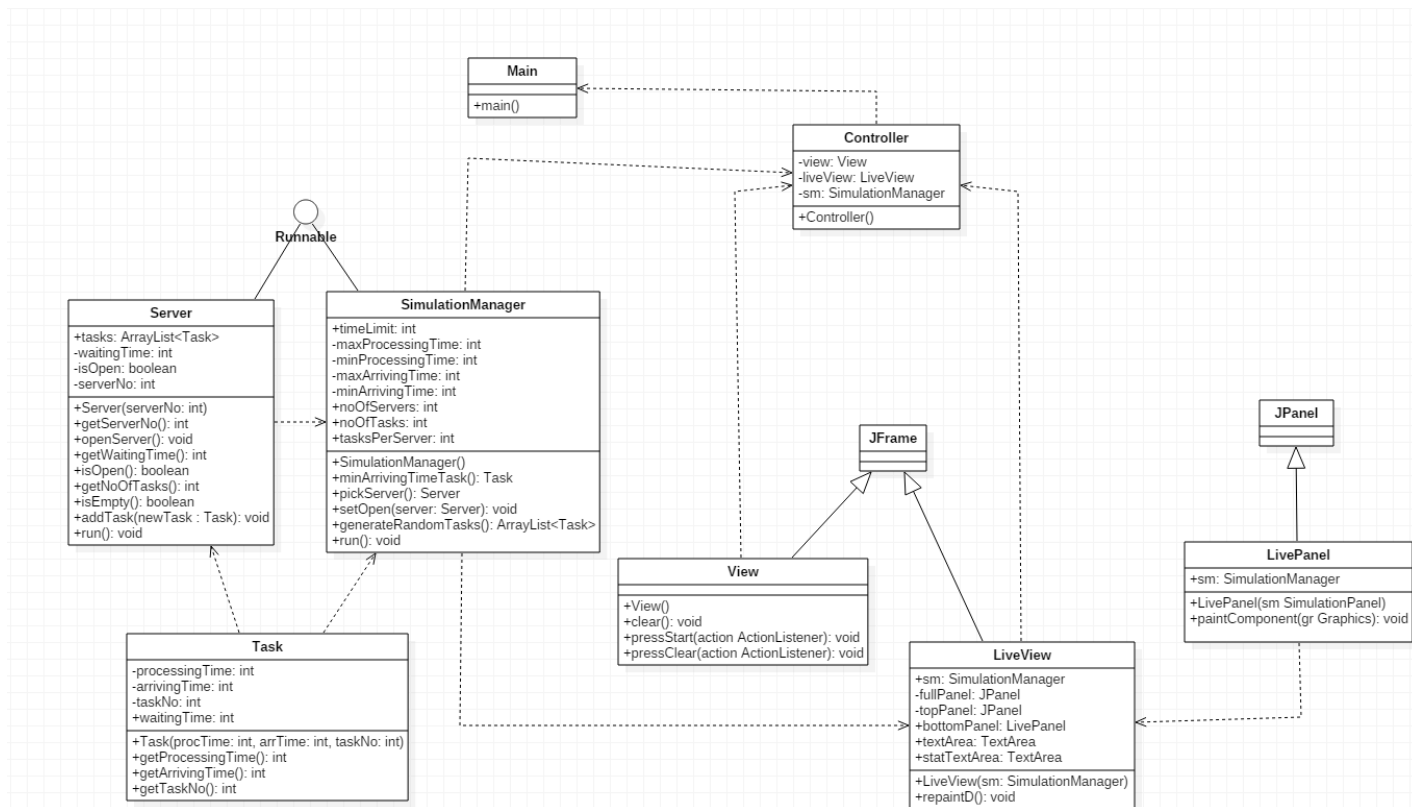 Main
+main()
Controller
-view: View
-liveView: LiveView
-sm: SimulationManager
+Controller()
Runnable
Server
+tasks: ArrayList<Task>
-waitingTime: int
-isOpen: boolean
-serverNo: int
+Server(serverNo: int)
+getServerNo(): int
+openServer(): void
+getWaitingTime(): int
+isOpen(): boolean
+getNoOfTasks(): int
+isEmpty(): boolean
+addTask(newTask : Task): void
+run(): void
SimulationManager
+timeLimit: int
-maxProcessingTime: int
-minProcessingTime: int
-maxArrivingTime: int
-minArrivingTime: int
+noOfServers: int
+noOfTasks: int
+tasksPerServer: int
+SimulationManager()
+minArrivingTimeTask(): Task
+pickServer(): Server
+setOpen(server: Server): void
+generateRandomTasks(): ArrayList<Task>
+run(): void
JPanel
JFrame
LivePanel
+sm: SimulationManager
+LivePanel(sm SimulationPanel)
+paintComponent(gr Graphics): void
View
+View()
+clear(): void
+pressStart(action ActionListener): void
+pressClear(action ActionListener): void
Task
-processingTime: int
-arrivingTime: int
-taskNo: int
+waitingTime: int
+Task(procTime: int, arrTime: int, taskNo: int)
+getProcessingTime(): int
+getArrivingTime(): int
+getTaskNo(): int
LiveView
+sm: SimulationManager
-fullPanel: JPanel
-topPanel: JPanel
+bottomPanel: LivePanel
+textArea: TextArea
+statTextArea: TextArea
+LiveView(sm: SimulationManager)
+repaintD(): void